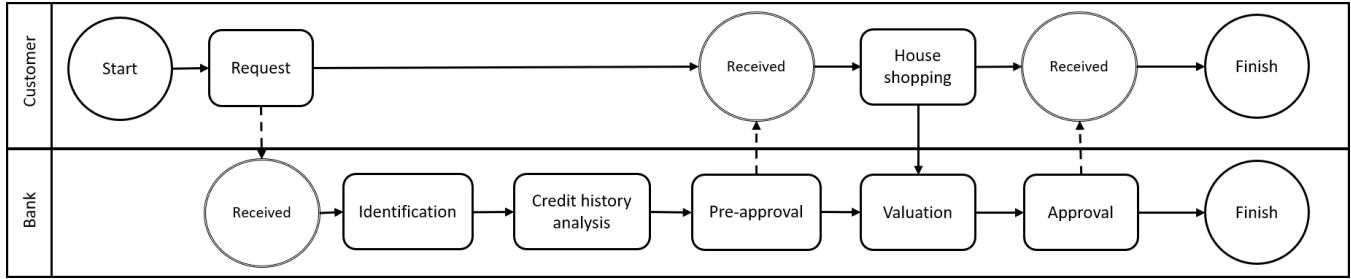 Customer
Start
Request
Received
House
shopping
Received
Finish
Bank
Received
Identification
Credit history
analysis
Pre-approval
Valuation
Approval
Finish